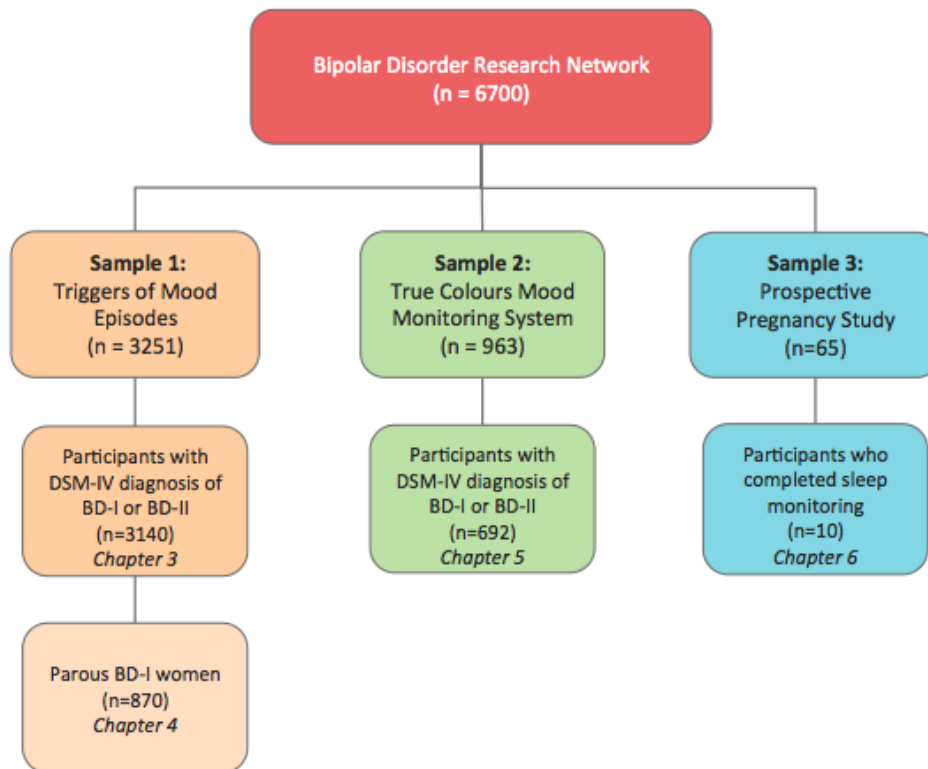 Bipolar Disorder Research Network
(n = 6700)
Sample 1:
Triggers of Mood
Episodes
(n = 3251)
Sample 2:
True Colours Mood
Monitoring System
(n = 963)
Sample 3:
Prospective
Pregnancy Study
(n=65)
Participants with
DSM-IV diagnosis of
BD-I or BD-II
(n=3140)
Chapter 3
Participants with
DSM-IV diagnosis of
BD-I or BD-II
(n=692)
Chapter 5
Participants who
completed sleep
monitoring
(n=10)
Chapter 6
Parous BD-I women
(n=870)
Chapter 4